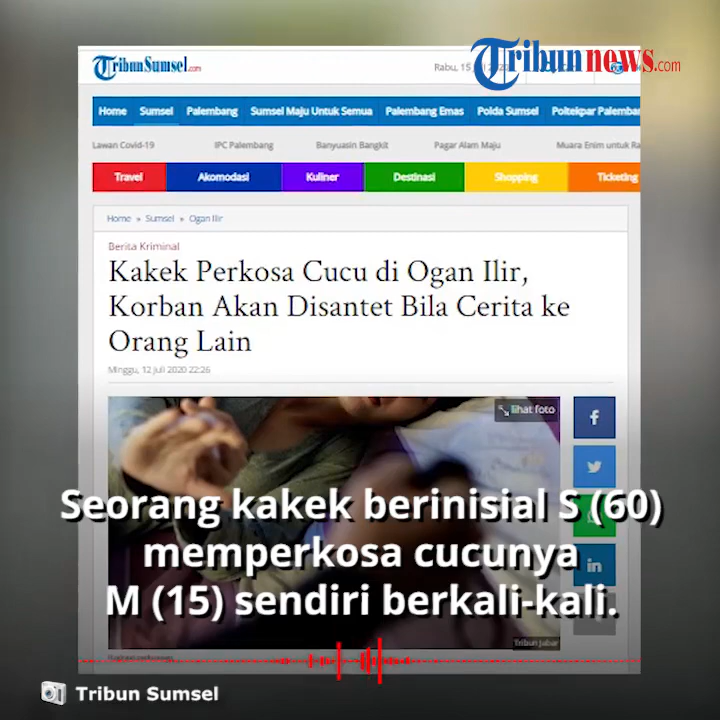 Tribunnews.com
TribunSumsel.com
Rabu, 15
Home Sumsel Palembang Sumsel Maju Untuk Semua Palembang Emas Polda Sumsel Poltekpar Palemban
Lawan Covid-19 IPC Palembang Banyuasin Bangkit Pagar Alam Maju Muara Enim untuk Ra
Travel Akomodasi Kuliner Destinasi Shopping Ticketing
Home » Sumsel » Ogan Ilir
Berita Kriminal
Kakek Perkosa Cucu di Ogan Ilir,
Korban Akan Disantet Bila Cerita ke
Orang Lain
Minggu, 12 Juli 2020 22:26
lihat foto
Seorang kakek berinisial S (60)
memperkosa cucunya
M (15) sendiri berkali-kali.
Tribun Jabar
Tribun Sumsel